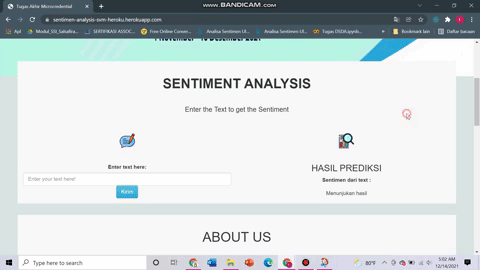 www.BANDICAM.com
Tugas Akhir Microcredential
sentimen-analysis-svm-heroku.herokuapp.com
Apl
Modul_SSI_Sakafira...
SERTIFIKASI ASSOC...
Free Online Conver...
Analisa Sentimen UL...
Analisa Sentimen UL...
Tugas DSDA.ipynb...
Bookmark lain
Daftar bacaan
SENTIMENT ANALYSIS
Enter the Text to get the Sentiment
Enter text here:
Enter your text here!
Kirim
HASIL PREDIKSI
Sentimen dari text :
Menunjukan hasil
ABOUT US
Type here to search
80°F
5:02 AM
12/14/2021